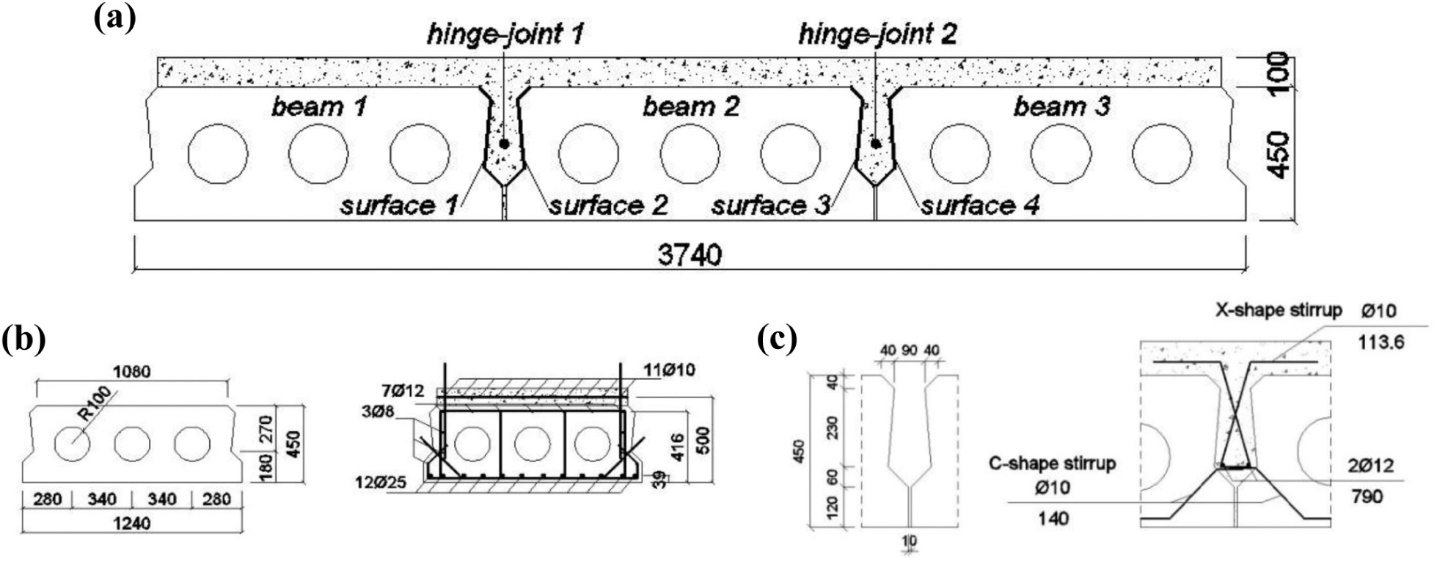 (a)
hinge-joint 1
hinge-joint 2
100
beam 1
beam 2
beam 3
450
surface 1
surface 2
surface 3
surface 4
3740
(b)
1080
R100
270
180
450
280
340
340
280
1240
11Ø10
7Ø12
3Ø8
12Ø25
416
500
39
(c)
40
90
40
40
230
60
120
450
10
X-shape stirrup
Ø10
113.6
C-shape stirrup
Ø10
140
2Ø12
790